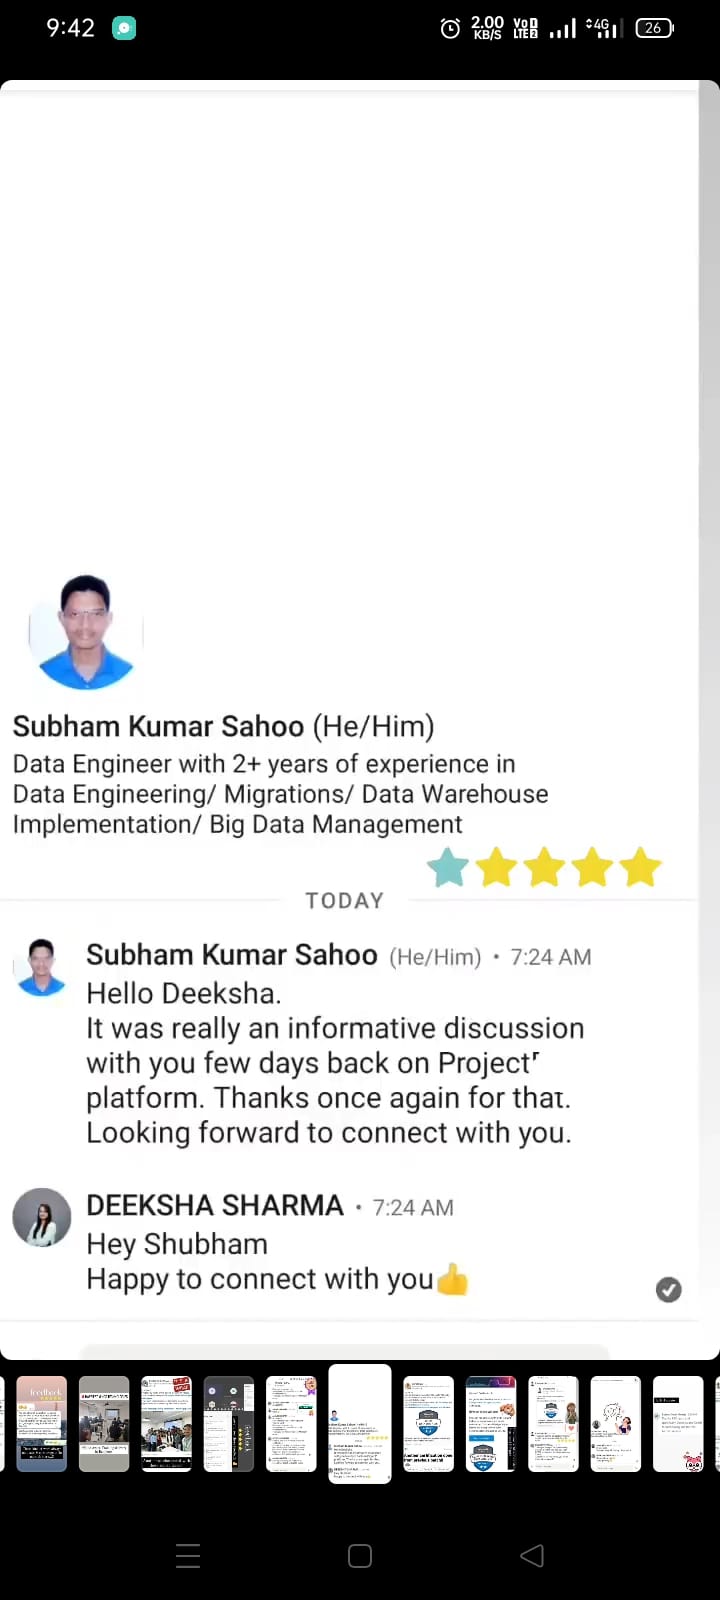 9:42
2.00
KB/S
Vo
LTE2
4G
26
Subham Kumar Sahoo (He/Him)
Data Engineer with 2+ years of experience in
Data Engineering/ Migrations/ Data Warehouse
Implementation/ Big Data Management
TODAY
Subham Kumar Sahoo (He/Him) • 7:24 AM
Hello Deeksha.
It was really an informative discussion
with you few days back on Project
platform. Thanks once again for that.
Looking forward to connect with you.
DEEKSHA SHARMA • 7:24 AM
Hey Shubham
Happy to connect with you👍
feedback